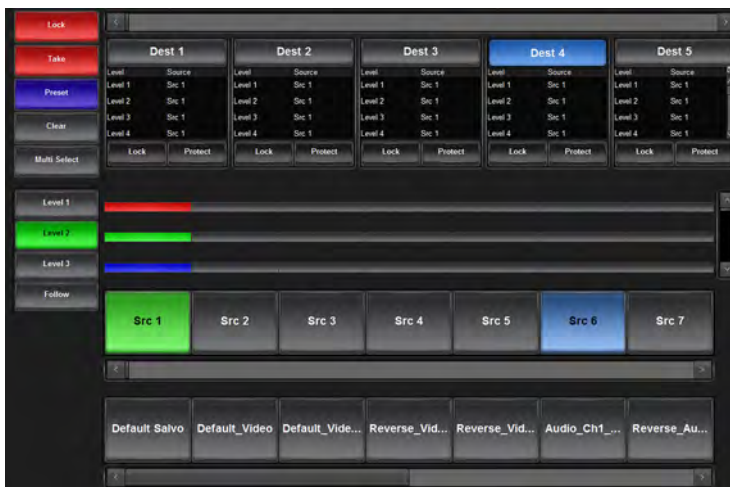 Lock
Take
Preset
Clear
Multi Select
Dest 1 Dest 2 Dest 3 Dest 4 Dest 5
Level Source Level Source Level Source Level Source Level Source
Level 1 Src 1 Level 1 Src 1 Level 1 Src 1 Level 1 Src 1 Level 1 Src 1
Level 2 Src 1 Level 2 Src 1 Level 2 Src 1 Level 2 Src 1 Level 2 Src 1
Level 3 Src 1 Level 3 Src 1 Level 3 Src 1 Level 3 Src 1 Level 3 Src 1
Level 4 Src 1 Level 4 Src 1 Level 4 Src 1 Level 4 Src 1 Level 4 Src 1
Lock Protect Lock Protect Lock Protect Lock Protect Lock Protect
Level 1
Level 2
Level 3
Follow
Src 1 Src 2 Src 3 Src 4 Src 5 Src 6 Src 7
Default Salvo Default_Video Default_Vide... Reverse_Vid... Reverse_Vid... Audio_Ch1_... Reverse_Au...